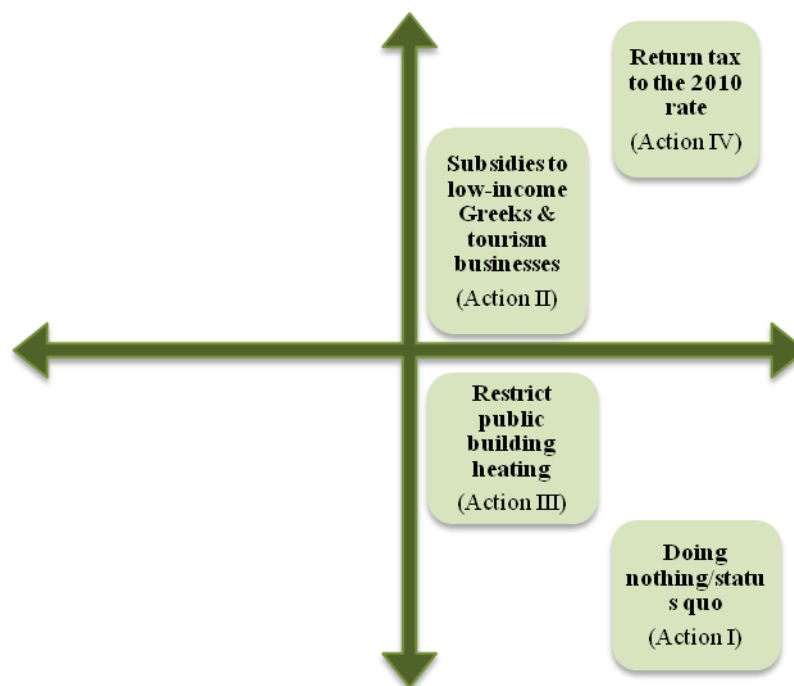 Return tax
to the 2010
rate
(Action IV)
Subsidies to
low-income
Greeks &
tourism
businesses
(Action II)
Restrict
public
building
heating
(Action III)
Doing
nothing/statu
s quo
(Action I)